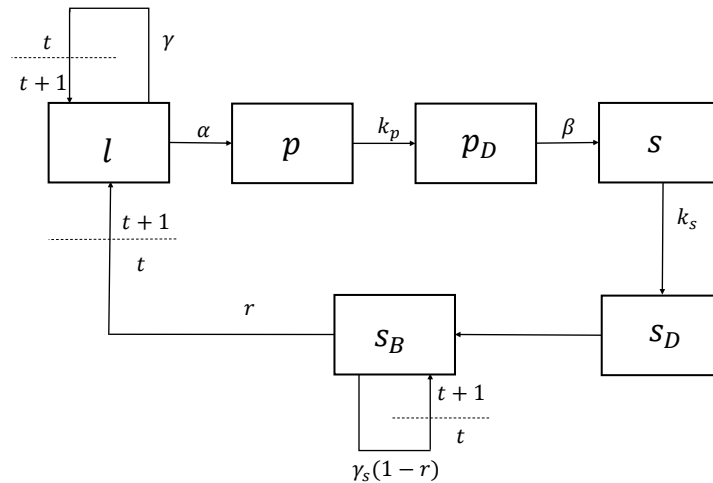 t
γ
t + 1
l
α
p
k_p
p_D
β
s
k_s
t + 1
t
r
s_B
s_D
t + 1
t
γ_s(1 − r)